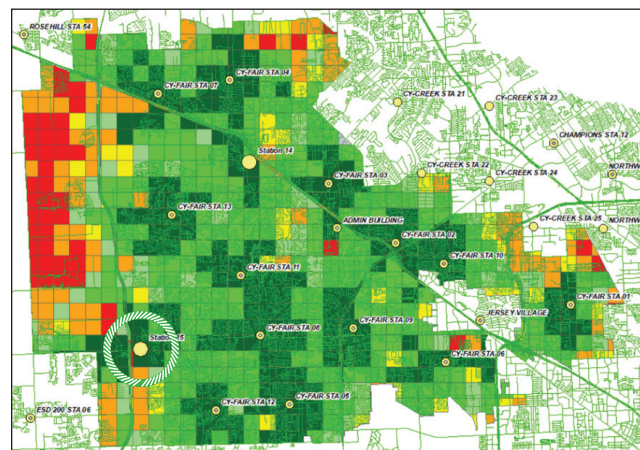 ROSEHILL STA 54
CY-FAIR STA 04
CY-FAIR STA 07
CY-CREEK STA 21
CY-CREEK STA 23
CHAMPIONS STA 12
Station 14
CY-CREEK STA 22
CY-CREEK STA 24
NORTHW
CY-FAIR STA 03
CY-FAIR STA 13
ADMIN BUILDING
CY-CREEK STA 25
NORTHW
CY-FAIR STA 02
CY-FAIR STA 10
CY-FAIR STA 11
CY-FAIR STA 01
JERSEY VILLAGE
CY-FAIR STA 09
CY-FAIR STA 08
Station 15
CY-FAIR STA 06
CY-FAIR STA 05
CY-FAIR STA 12
ESD 200 STA 06